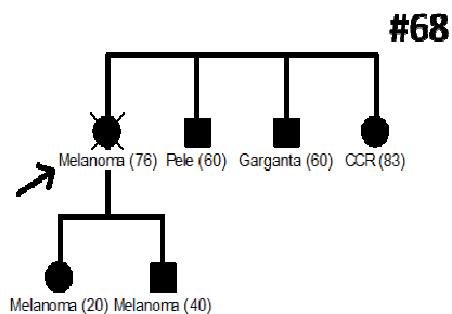 #68
Melanoma (76) Pele (60) Garganta (60) CCR (83)
Melanoma (20) Melanoma (40)